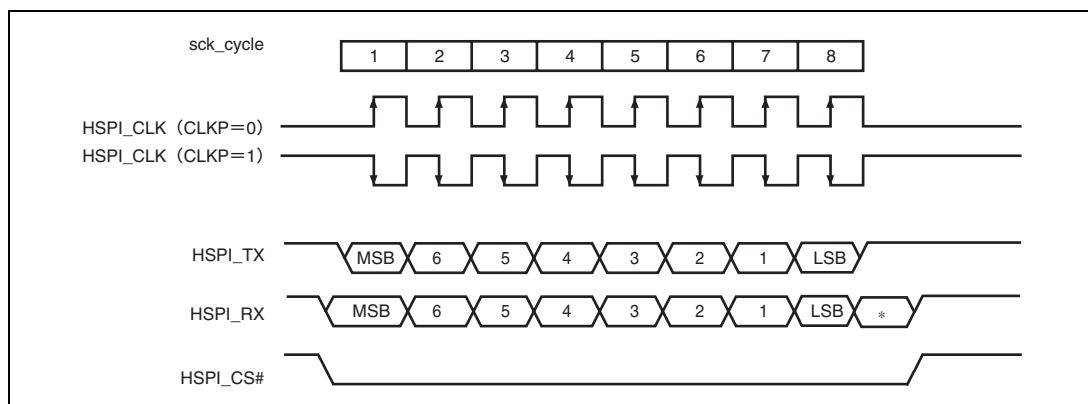 sck_cycle 1 2 3 4 5 6 7 8
HSPI_CLK（CLKP＝0）
HSPI_CLK（CLKP＝1）
HSPI_TX MSB 6 5 4 3 2 1 LSB
HSPI_RX MSB 6 5 4 3 2 1 LSB *
HSPI_CS#